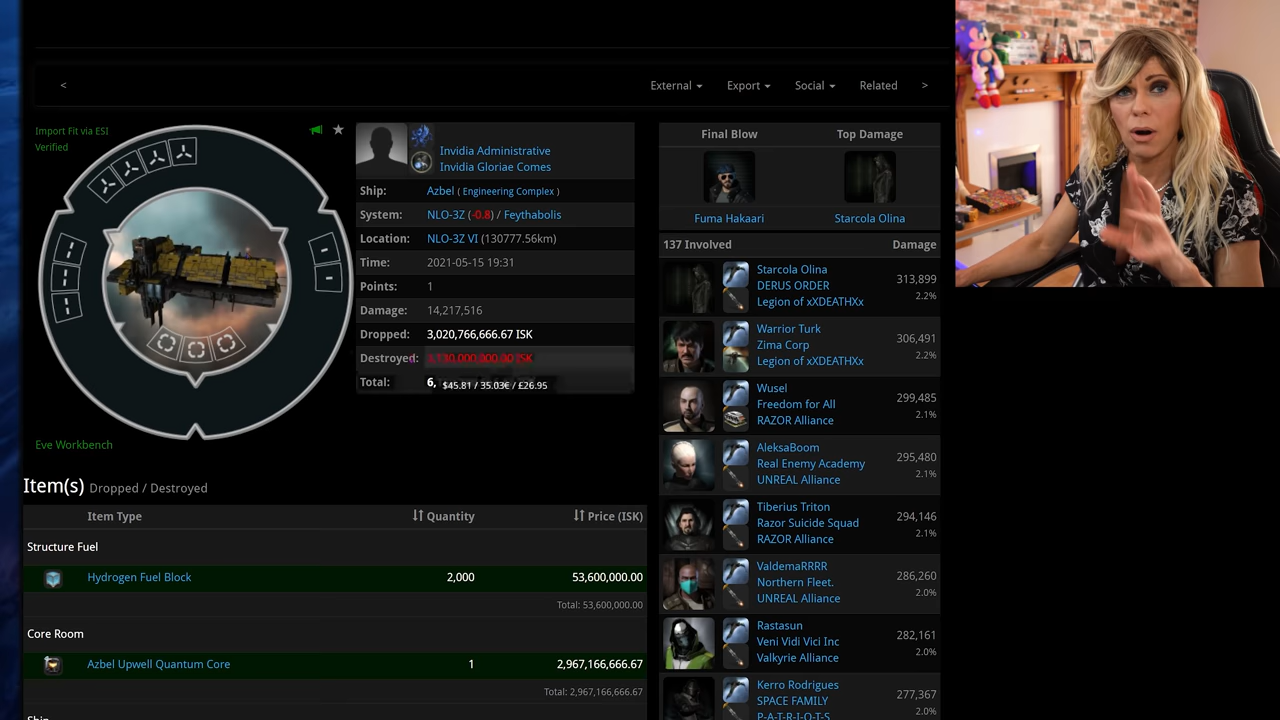 < External Export Social Related >
Import Fit via ESI
Verified
Eve Workbench
Invidia Administrative
Invidia Gloriae Comes
Ship: Azbel ( Engineering Complex )
System: NLO-3Z (-0.8) / Feythabolis
Location: NLO-3Z VI (130777.56km)
Time: 2021-05-15 19:31
Points: 1
Damage: 14,217,516
Dropped: 3,020,766,666.67 ISK
Destroyed: ,130,000,000.00 ISK
Total: 6, $45.81 / 35.03€ / £26.95
Item(s) Dropped / Destroyed
Item Type Quantity Price (ISK)
Structure Fuel
Hydrogen Fuel Block 2,000 53,600,000.00
Total: 53,600,000.00
Core Room
Azbel Upwell Quantum Core 1 2,967,166,666.67
Total: 2,967,166,666.67
Ship
Final Blow Top Damage
Fuma Hakaari Starcola Olina
137 Involved Damage
Starcola Olina 313,899
DERUS ORDER 2.2%
Legion of xXDEATHXx
Warrior Turk 306,491
Zima Corp 2.2%
Legion of xXDEATHXx
Wusel 299,485
Freedom for All 2.1%
RAZOR Alliance
AleksaBoom 295,480
Real Enemy Academy 2.1%
UNREAL Alliance
Tiberius Triton 294,146
Razor Suicide Squad 2.1%
RAZOR Alliance
ValdemaRRRR 286,260
Northern Fleet. 2.0%
UNREAL Alliance
Rastasun 282,161
Veni Vidi Vici Inc 2.0%
Valkyrie Alliance
Kerro Rodrigues 277,367
SPACE FAMILY 2.0%
P-A-T-R-I-O-T-S